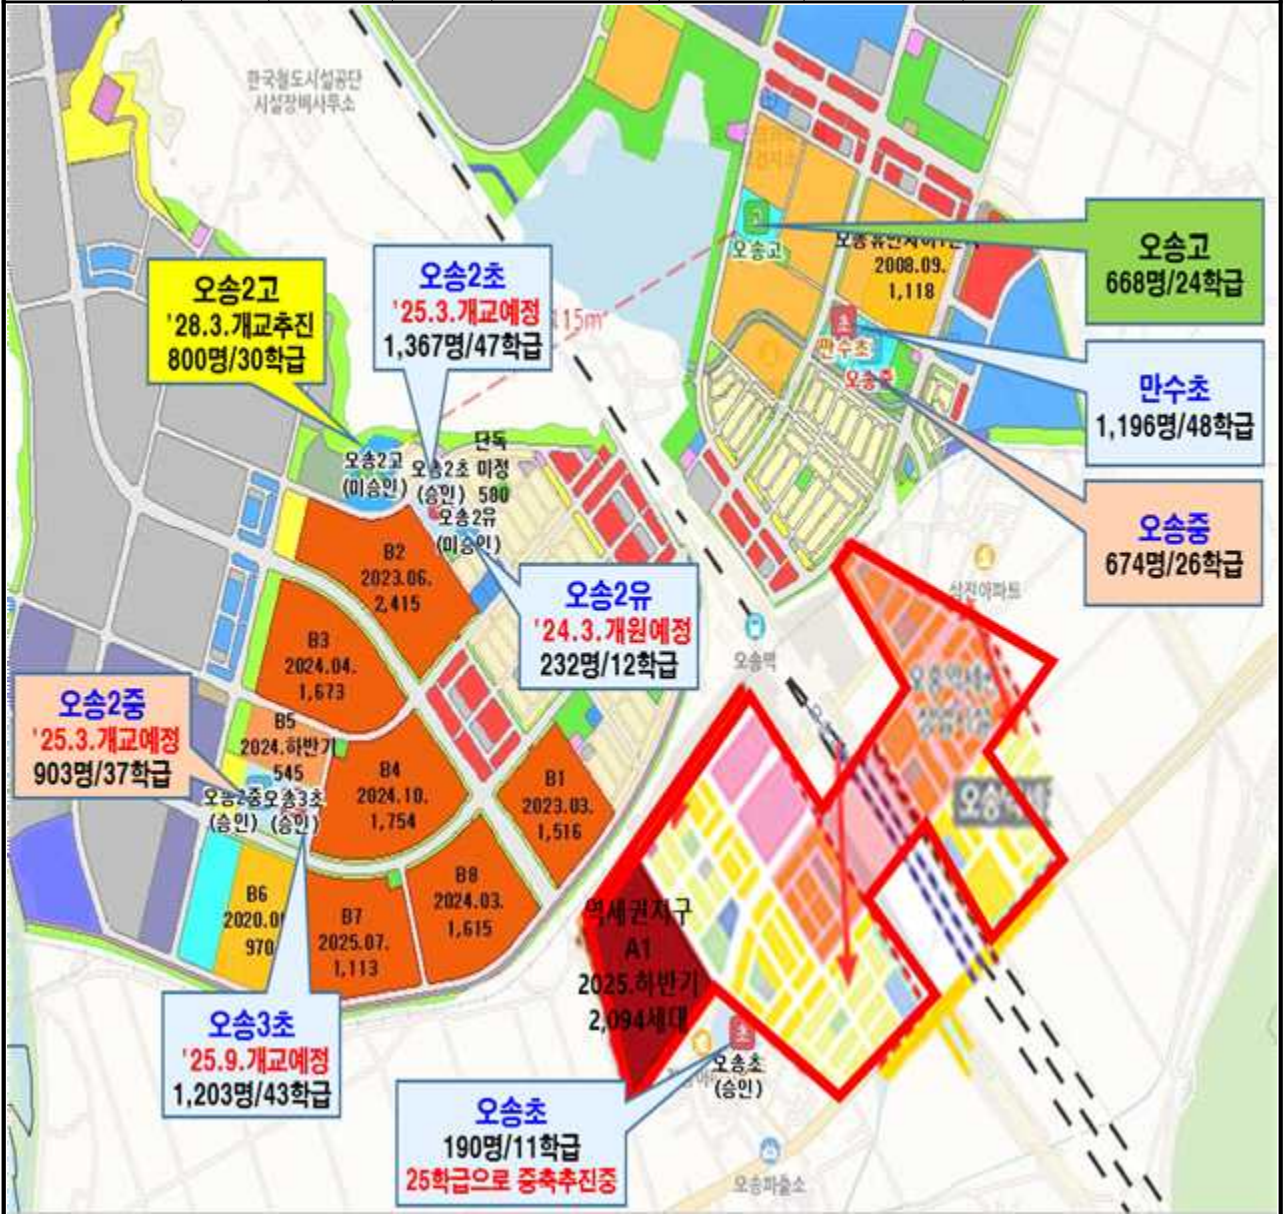 한국철도시설공단
시설장비사무소
오송고
2008.09.
1,118
만수초
오송중
오송고
668명/24학급
만수초
1,196명/48학급
오송중
674명/26학급
오송2고
'28.3.개교추진
800명/30학급
오송2초
'25.3.개교예정
1,367명/47학급
15m²
오송2고
(미승인)
오송2초
(승인)
단독
미정
580
오송2유
(미승인)
오송2유
'24.3.개원예정
232명/12학급
B2
2023.06.
2,415
B3
2024.04.
1,673
오송2중
'25.3.개교예정
903명/37학급
B5
2024.하반기
545
오송2중
(승인)
오송3초
(승인)
B4
2024.10.
1,754
B1
2023.03.
1,516
B6
970
B7
2025.07.
1,113
B8
2024.03.
1,615
오송3초
'25.9.개교예정
1,203명/43학급
삼진아파트
오송역
역세권지구
A1
2025.하반기
2,094세대
오송초
(승인)
오송초
190명/11학급
25학급으로 증축추진중
오송파출소